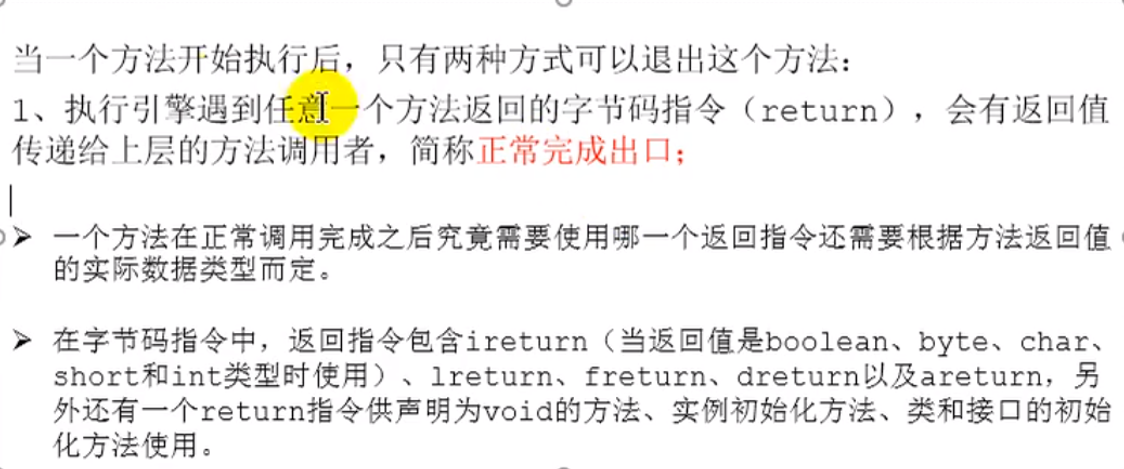 当一个方法开始执行后，只有两种方式可以退出这个方法：
1、执行引擎遇到任意一个方法返回的字节码指令（return），会有返回值
传递给上层的方法调用者，简称正常完成出口；
➢ 一个方法在正常调用完成之后究竟需要使用哪一个返回指令还需要根据方法返回值
的实际数据类型而定。
➢ 在字节码指令中，返回指令包含ireturn（当返回值是boolean、byte、char、
short和int类型时使用）、lreturn、freturn、dreturn以及areturn，另
外还有一个return指令供声明为void的方法、实例初始化方法、类和接口的初始
化方法使用。